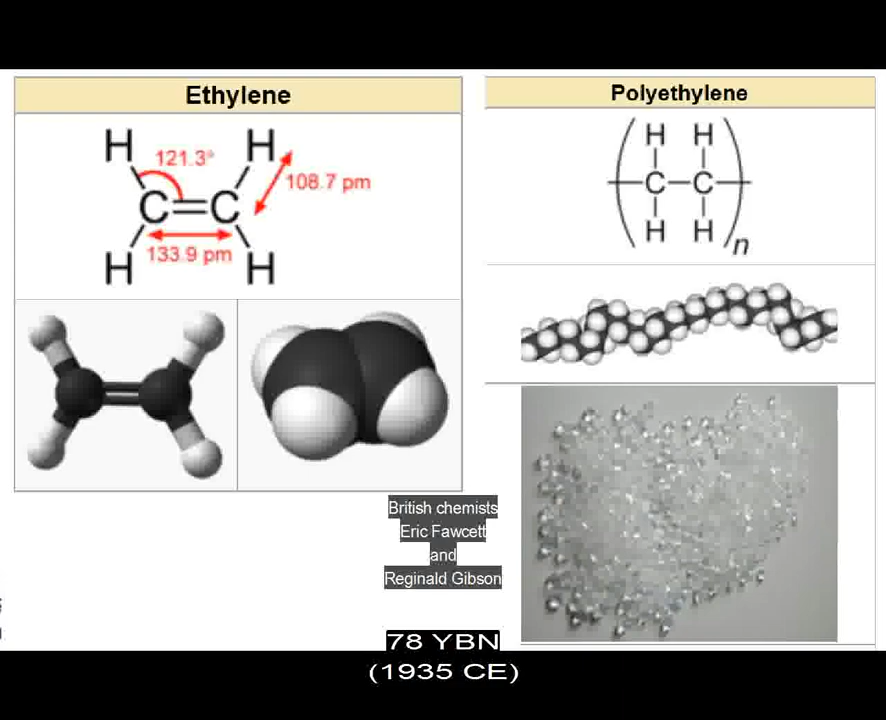 Ethylene
H H
121.3°
108.7 pm
C C
133.9 pm
H H
Polyethylene
H H
C C
H H
n
British chemists
Eric Fawcett
and
Reginald Gibson
78 YBN
(1935 CE)